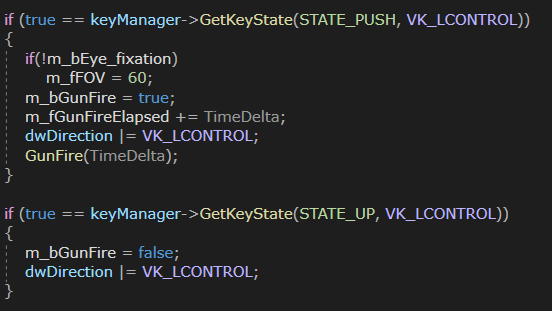 if (true == keyManager->GetKeyState(STATE_PUSH, VK_LCONTROL))
{
if(!m_bEye_fixation)
m_fFOV = 60;
m_bGunFire = true;
m_fGunFireElapsed += TimeDelta;
dwDirection |= VK_LCONTROL;
GunFire(TimeDelta);
}
if (true == keyManager->GetKeyState(STATE_UP, VK_LCONTROL))
{
m_bGunFire = false;
dwDirection |= VK_LCONTROL;
}